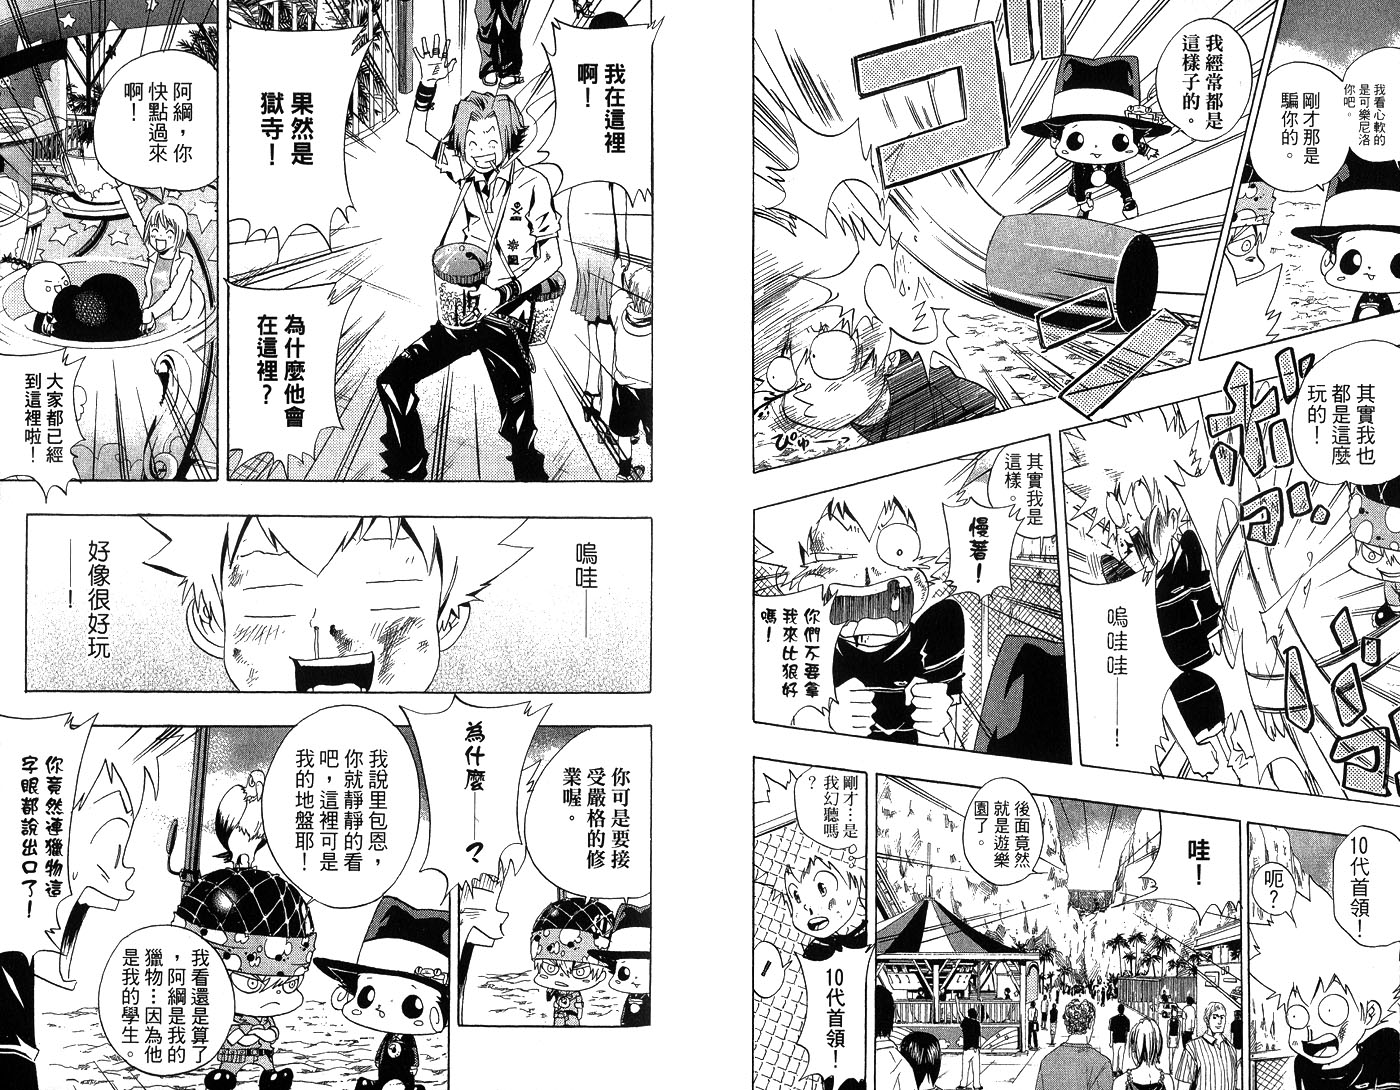 我看心軟的
是可樂尼洛
你吧。
剛才那是
騙你的。
我經常都是
這樣子的。
コ
ン
ぴゅ
其實我也
都是這麼
玩的！
嗚哇哇——！
其實我是
這樣。
慢著！
你們不要拿
我來比狠好
嗎！
10代首領！
呃？
哇！
後面竟然
就是遊樂
園了。
剛才…是
我幻聽嗎
？
！
10代首領！
我在這裡
啊！
果然是
獄寺！
為什麼他會
在這裡？
阿綱，你
快點過來
啊！
大家都已經
到這裡啦！
嗚哇——
——好像很好玩
——！
你可是要接
受嚴格的修
業喔。
為什麼——？
我說里包恩，
你就靜靜的看
吧，這裡可是
我的地盤耶！
我看還是算了
，阿綱是我的
獵物…因為他
是我的學生。
你竟然連獵物這
字眼都說出口了！